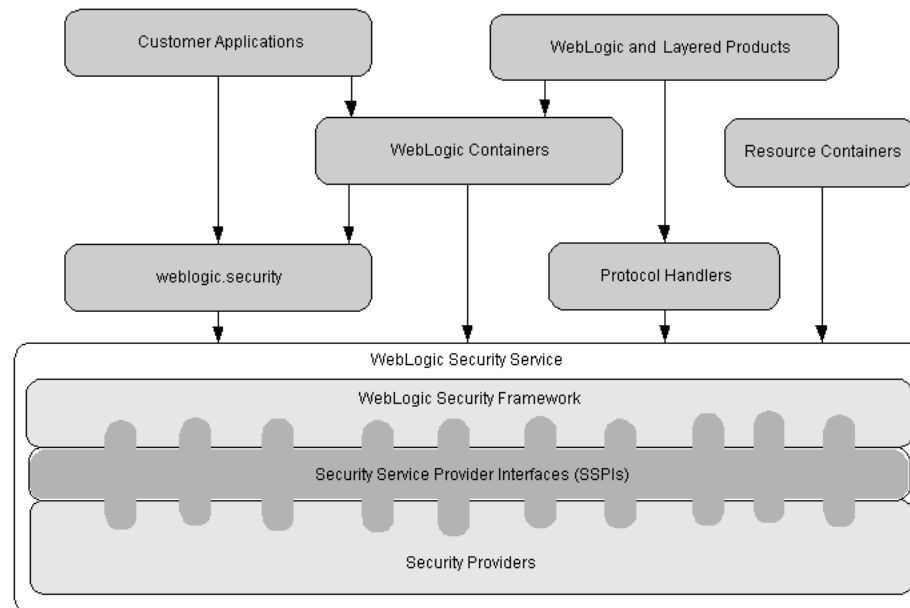 Customer Applications
WebLogic and Layered Products
WebLogic Containers
Resource Containers
weblogic.security
Protocol Handlers
WebLogic Security Service
WebLogic Security Framework
Security Service Provider Interfaces (SSPIs)
Security Providers